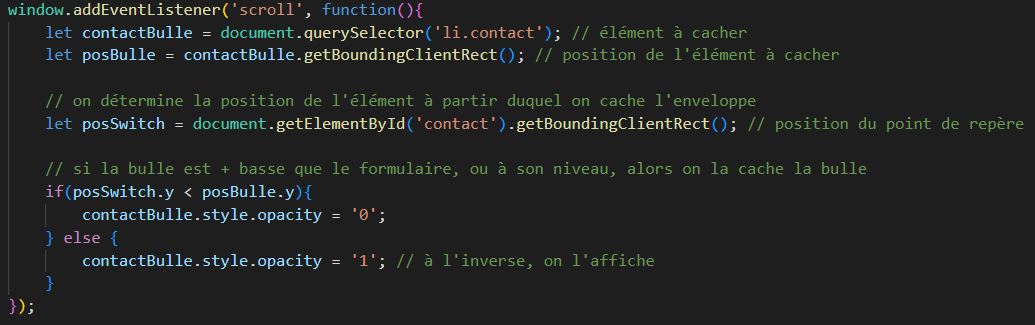 window.addEventListener('scroll', function(){
let contactBulle = document.querySelector('li.contact'); // élément à cacher
let posBulle = contactBulle.getBoundingClientRect(); // position de l'élément à cacher
// on détermine la position de l'élément à partir duquel on cache l'enveloppe
let posSwitch = document.getElementById('contact').getBoundingClientRect(); // position du point de repère
// si la bulle est + basse que le formulaire, ou à son niveau, alors on la cache la bulle
if(posSwitch.y < posBulle.y){
contactBulle.style.opacity = '0';
} else {
contactBulle.style.opacity = '1'; // à l'inverse, on l'affiche
}
});